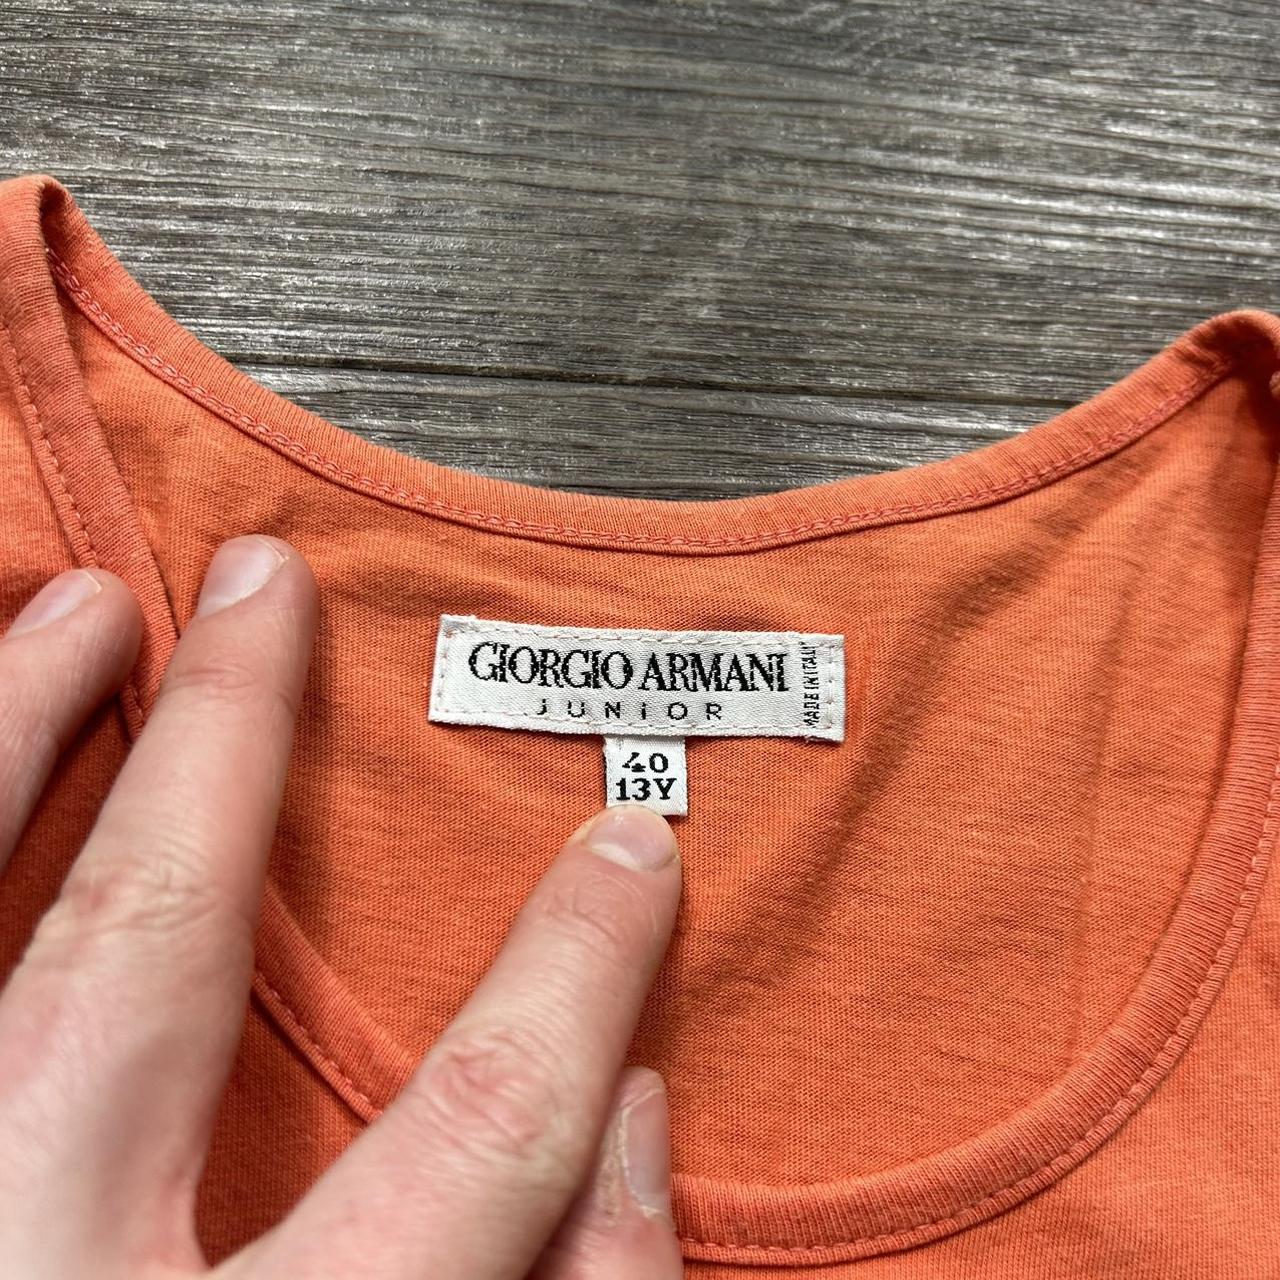 GIORGIO ARMANI
JUNIOR
MADE IN ITALY
40
13Y